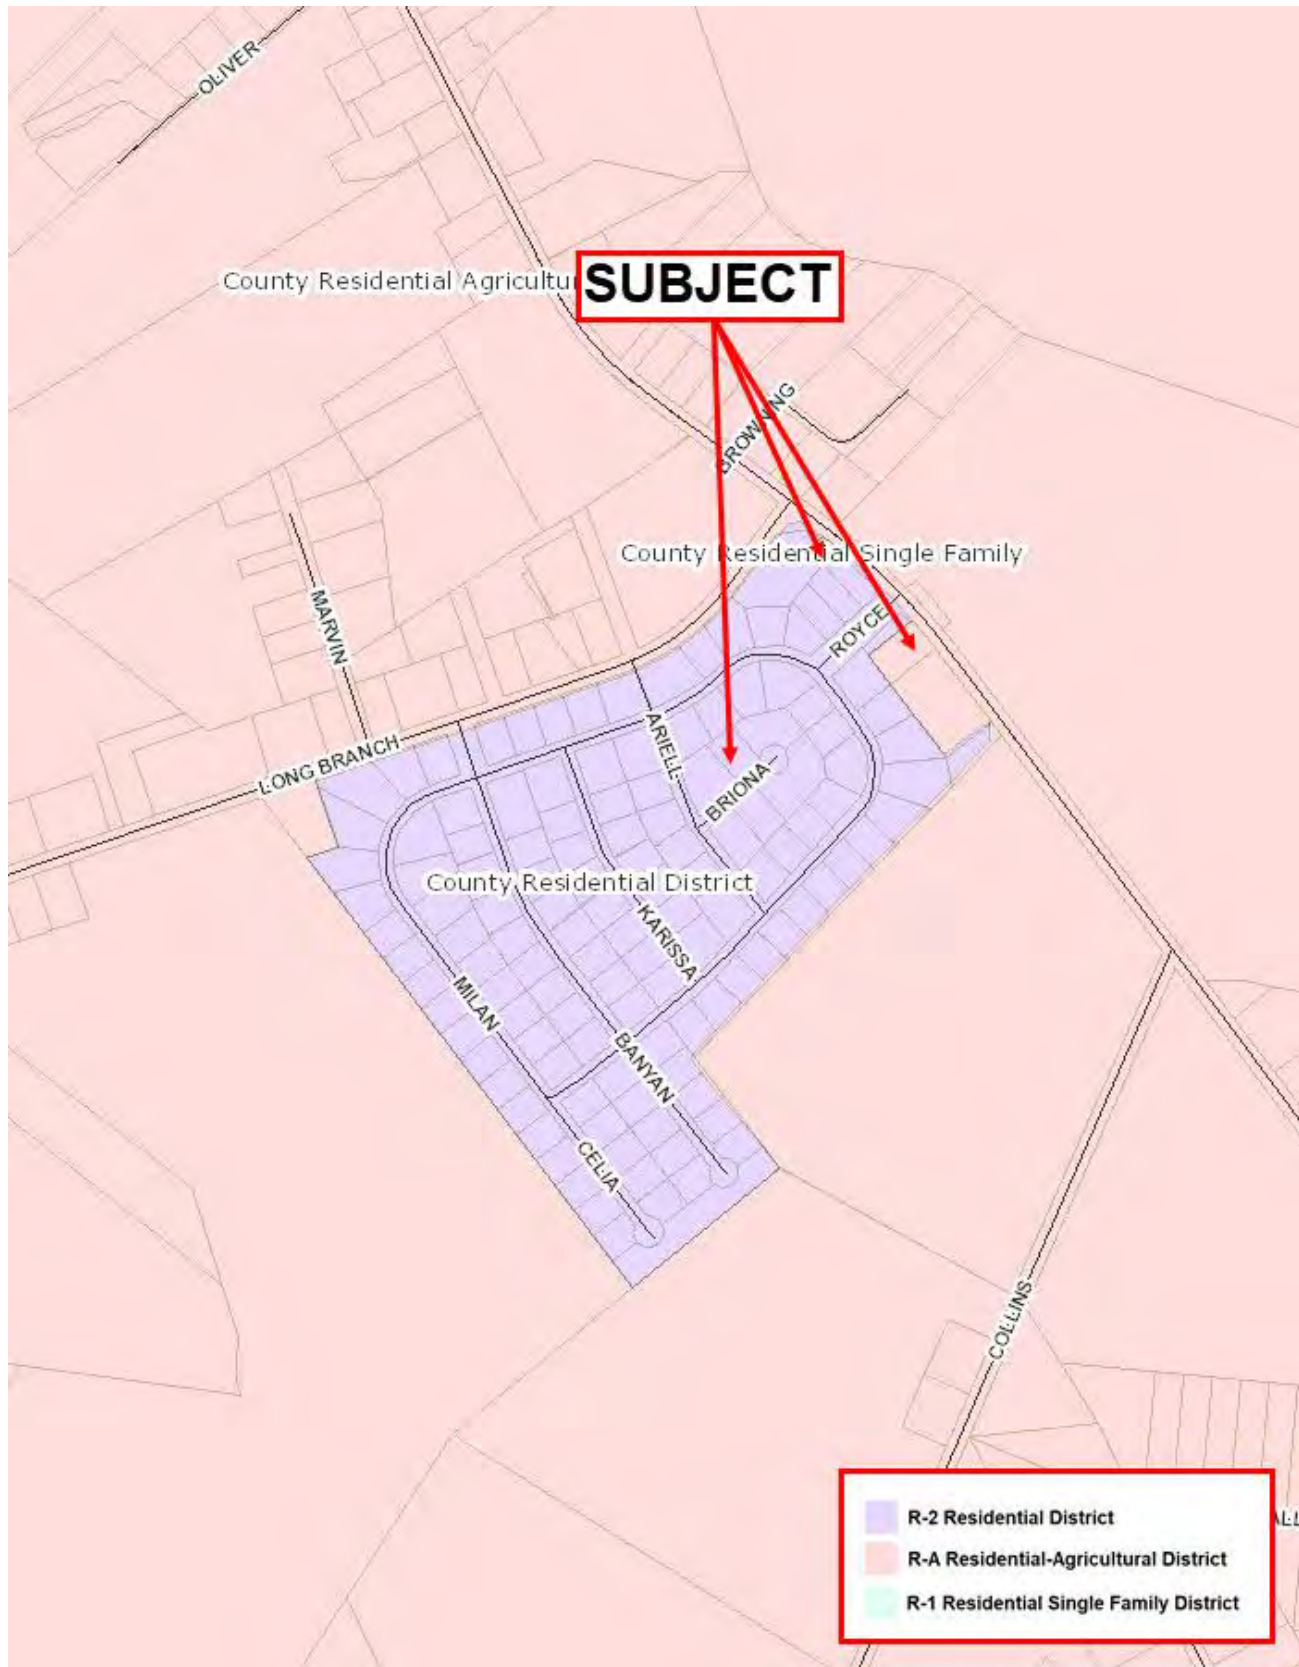 OLIVER
County Residential Agricultu
SUBJECT
BROWNING
County Residential Single Family
ROYCE
MARVIN
ARIELL
LONG BRANCH
BRIONA
County Residential District
KARISSA
MILAN
BANYAN
CELIA
COLLINS
R-2 Residential District
R-A Residential-Agricultural District
R-1 Residential Single Family District